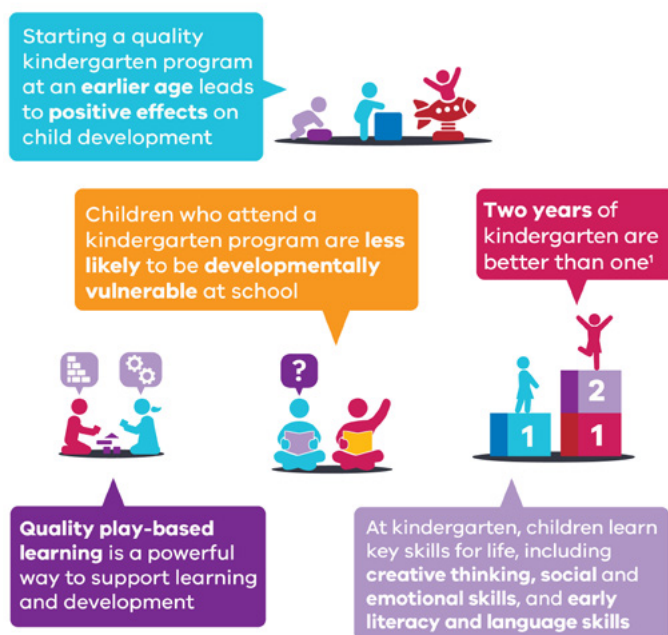 Starting a quality
kindergarten program
at an earlier age leads
to positive effects on
child development
Children who attend a
kindergarten program are less
likely to be developmentally
vulnerable at school
Two years of
kindergarten are
better than one¹
?
1
2
1
Quality play-based
learning is a powerful
way to support learning
and development
At kindergarten, children learn
key skills for life, including
creative thinking, social and
emotional skills, and early
literacy and language skills